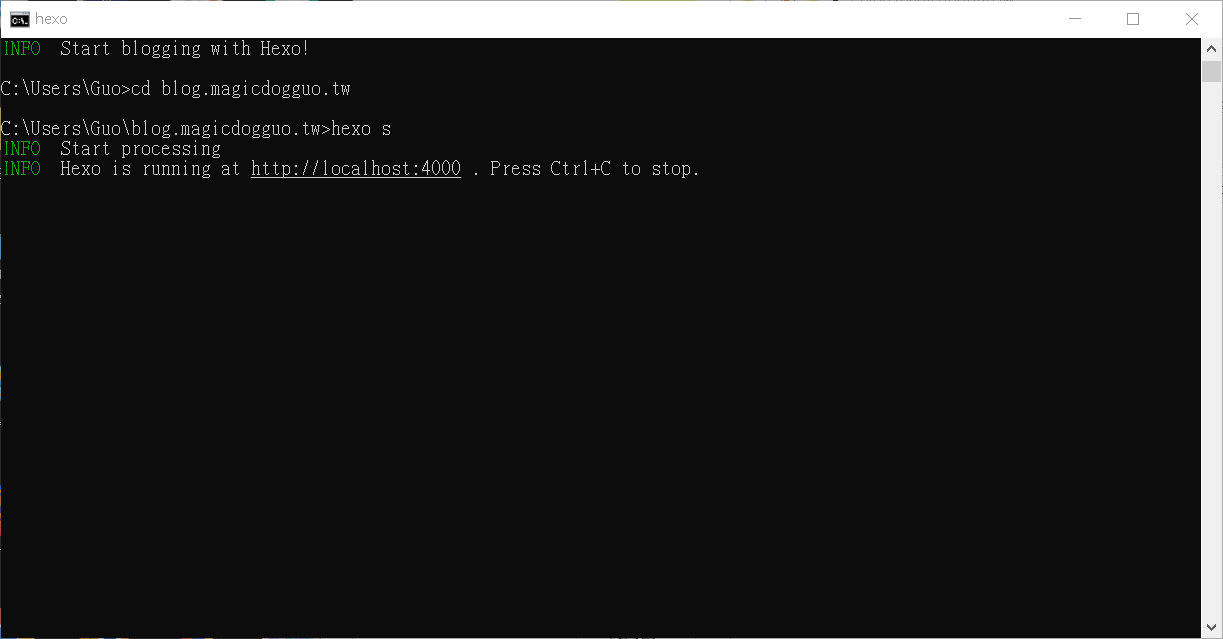 hexo
INFO  Start blogging with Hexo!
C:\Users\Guo>cd blog.magicdogguo.tw
C:\Users\Guo\blog.magicdogguo.tw>hexo s
INFO  Start processing
INFO  Hexo is running at http://localhost:4000 . Press Ctrl+C to stop.